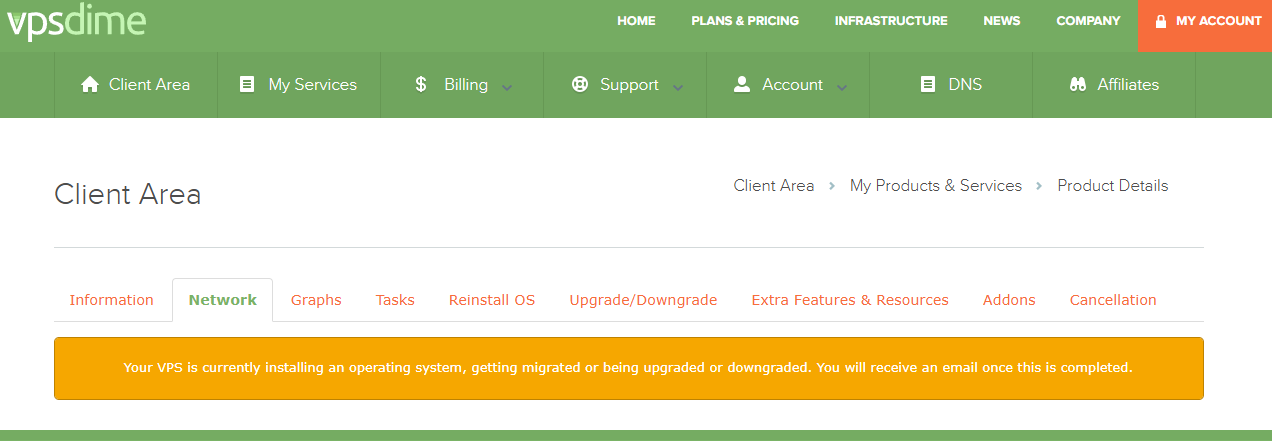 vpsdime
HOME PLANS & PRICING INFRASTRUCTURE NEWS COMPANY MY ACCOUNT
Client Area My Services Billing Support Account DNS Affiliates
Client Area
Client Area › My Products & Services › Product Details
Information Network Graphs Tasks Reinstall OS Upgrade/Downgrade Extra Features & Resources Addons Cancellation
Your VPS is currently installing an operating system, getting migrated or being upgraded or downgraded. You will receive an email once this is completed.